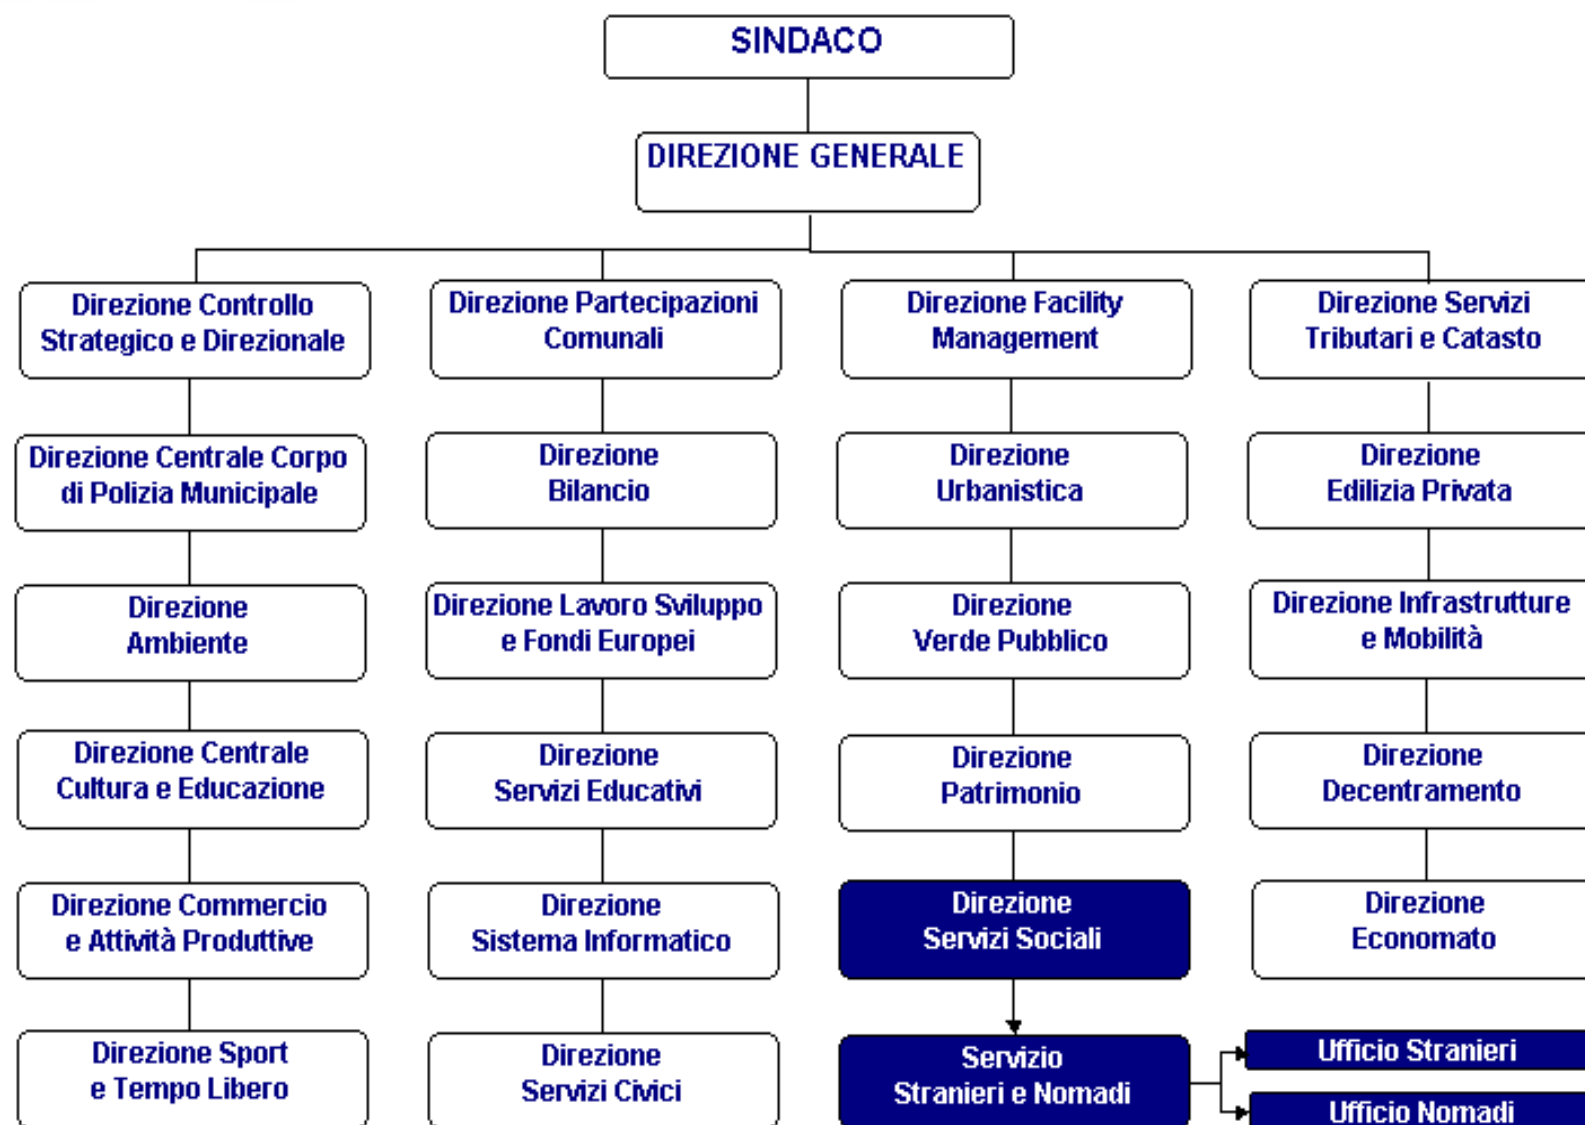 SINDACO
DIREZIONE GENERALE
Direzione Controllo
Strategico e Direzionale
Direzione Partecipazioni
Comunali
Direzione Facility
Management
Direzione Servizi
Tributari e Catasto
Direzione Centrale Corpo
di Polizia Municipale
Direzione
Bilancio
Direzione
Urbanistica
Direzione
Edilizia Privata
Direzione
Ambiente
Direzione Lavoro Sviluppo
e Fondi Europei
Direzione
Verde Pubblico
Direzione Infrastrutture
e Mobilità
Direzione Centrale
Cultura e Educazione
Direzione
Servizi Educativi
Direzione
Patrimonio
Direzione
Decentramento
Direzione Commercio
e Attività Produttive
Direzione
Sistema Informatico
Direzione
Servizi Sociali
Direzione
Economato
Direzione Sport
e Tempo Libero
Direzione
Servizi Civici
Servizio
Stranieri e Nomadi
Ufficio Stranieri
Ufficio Nomadi